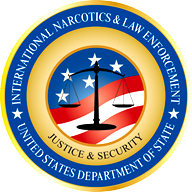 INTERNATIONAL NARCOTICS & LAW ENFORCEMENT
JUSTICE & SECURITY
UNITED STATES DEPARTMENT OF STATE